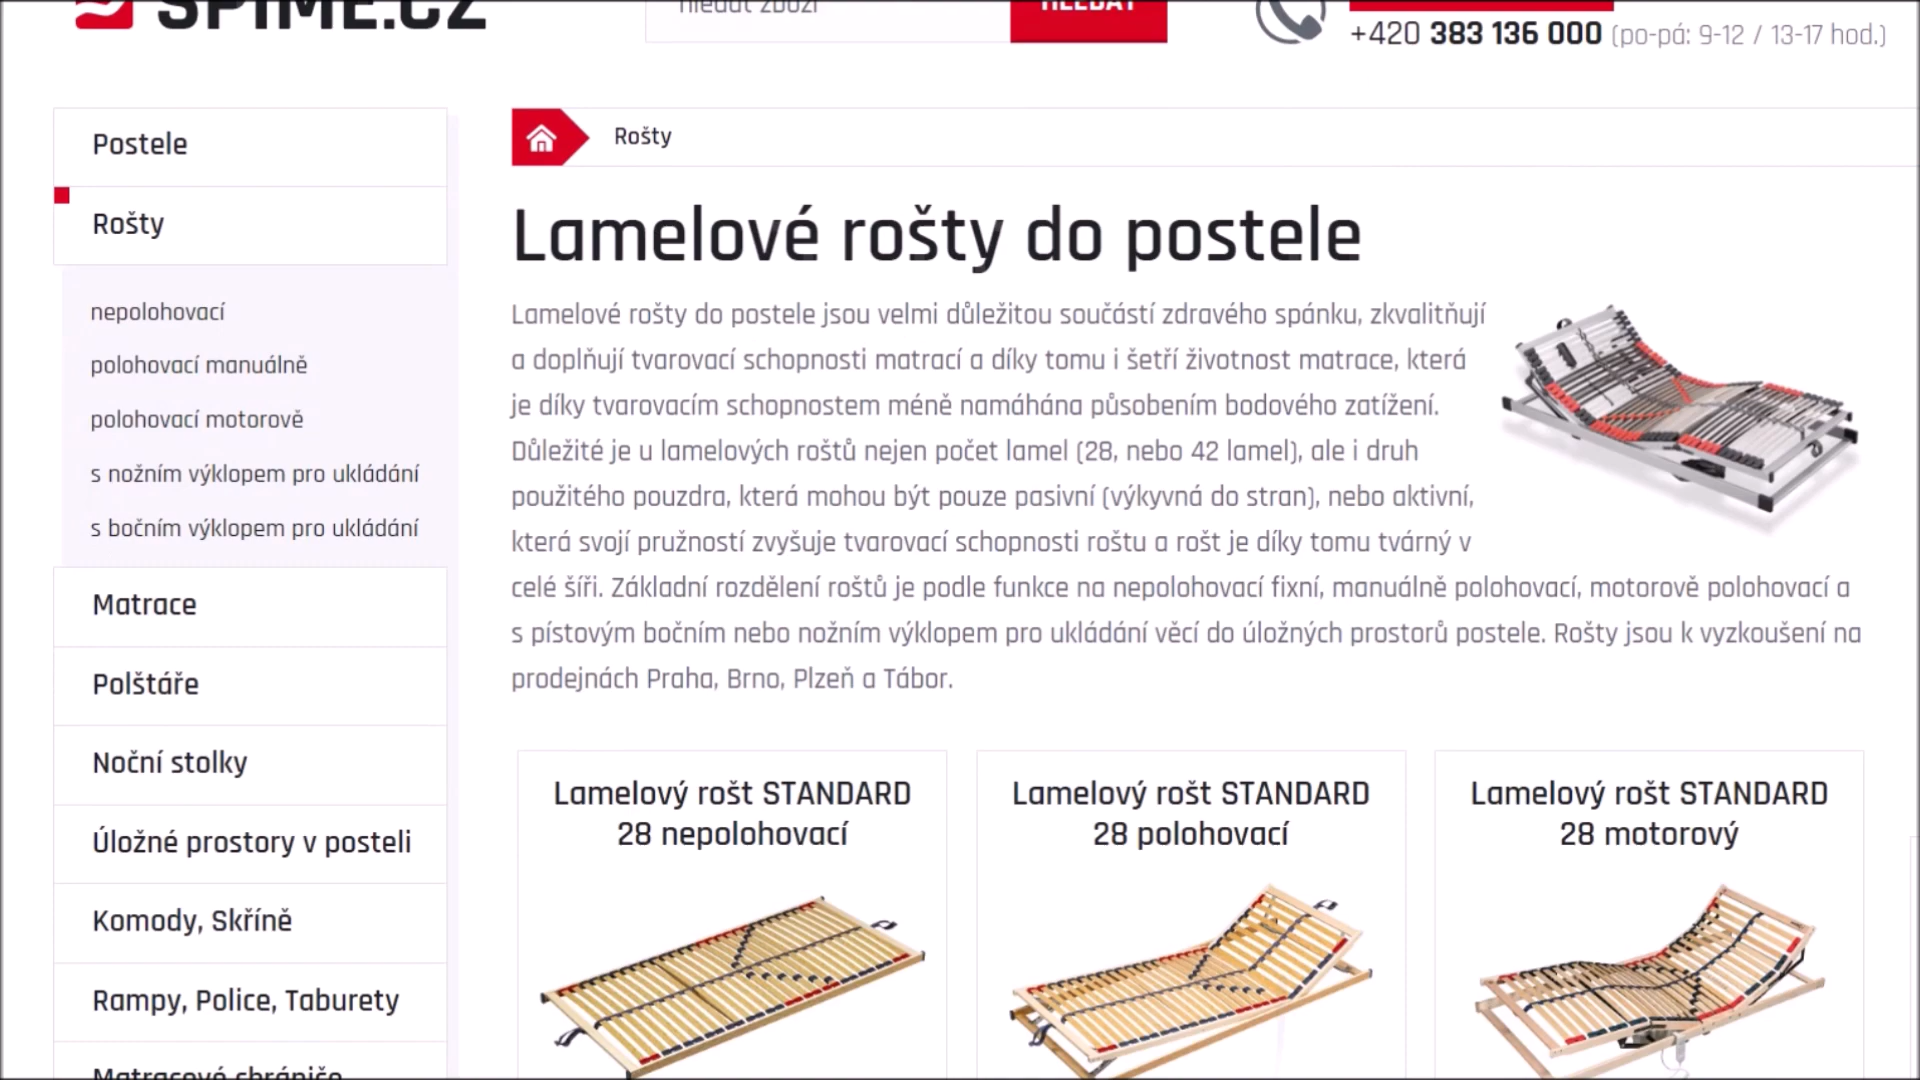 SPIME.CZ
hledat zboží
HLEDAT
+420 383 136 000 (po-pá: 9-12 / 13-17 hod.)
Postele
Rošty
nepolohovací
polohovací manuálně
polohovací motorově
s nožním výklopem pro ukládání
s bočním výklopem pro ukládání
Matrace
Polštáře
Noční stolky
Úložné prostory v posteli
Komody, Skříně
Rampy, Police, Taburety
Matracové chrániče
Rošty
Lamelové rošty do postele
Lamelové rošty do postele jsou velmi důležitou součástí zdravého spánku, zkvalitňují
a doplňují tvarovací schopnosti matrací a díky tomu i šetří životnost matrace, která
je díky tvarovacím schopnostem méně namáhána působením bodového zatížení.
Důležité je u lamelových roštů nejen počet lamel (28, nebo 42 lamel), ale i druh
použitého pouzdra, která mohou být pouze pasivní (výkyvná do stran), nebo aktivní,
která svojí pružností zvyšuje tvarovací schopnosti roštu a rošt je díky tomu tvárný v
celé šíři. Základní rozdělení roštů je podle funkce na nepolohovací fixní, manuálně polohovací, motorově polohovací a
s pístovým bočním nebo nožním výklopem pro ukládání věcí do úložných prostorů postele. Rošty jsou k vyzkoušení na
prodejnách Praha, Brno, Plzeň a Tábor.
Lamelový rošt STANDARD
28 nepolohovací
Lamelový rošt STANDARD
28 polohovací
Lamelový rošt STANDARD
28 motorový